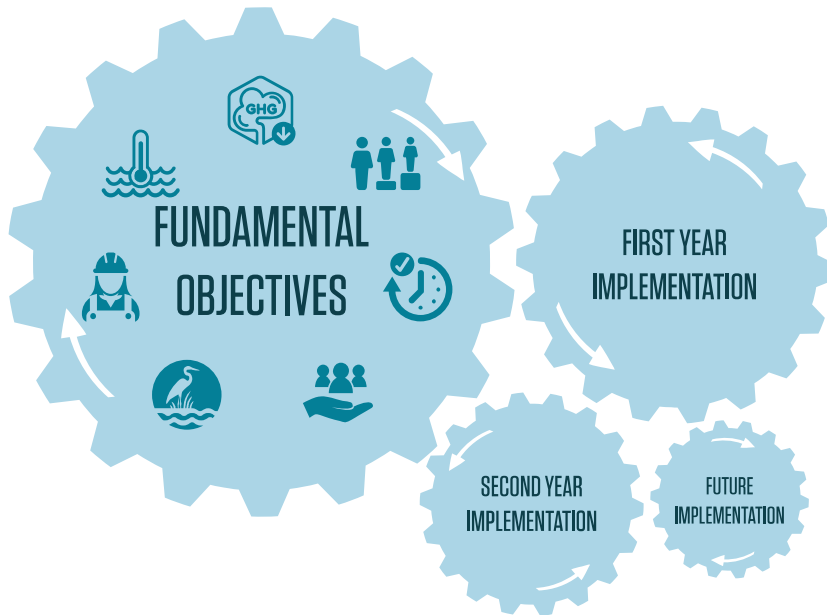 GHG
FUNDAMENTAL
OBJECTIVES
FIRST YEAR
IMPLEMENTATION
SECOND YEAR
IMPLEMENTATION
FUTURE
IMPLEMENTATION